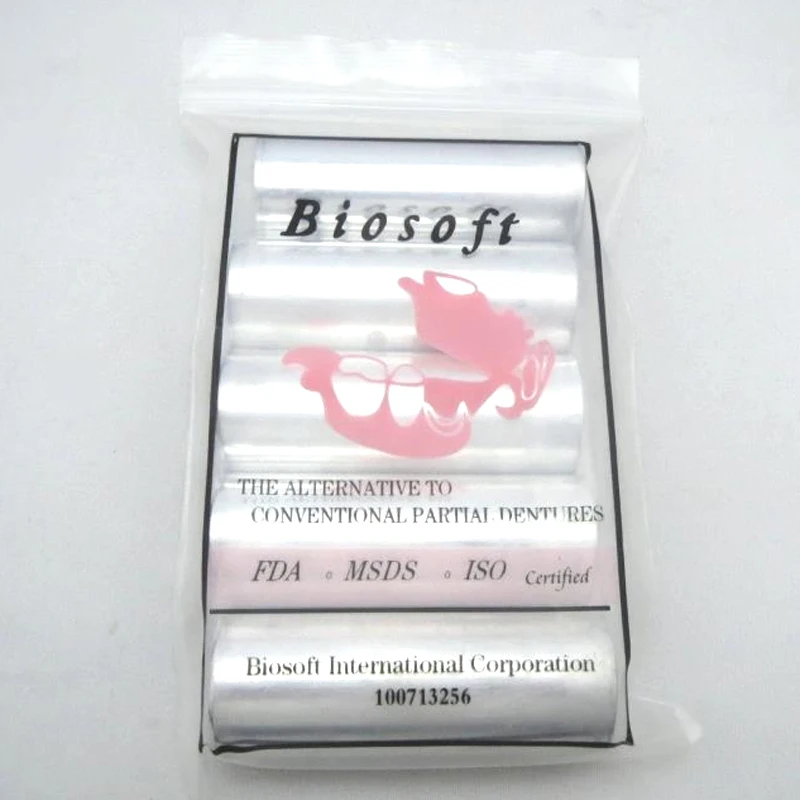 Biosoft
THE ALTERNATIVE TO
CONVENTIONAL PARTIAL DENTURES
FDA ◦ MSDS ◦ ISO Certified
Biosoft International Corporation
100713256